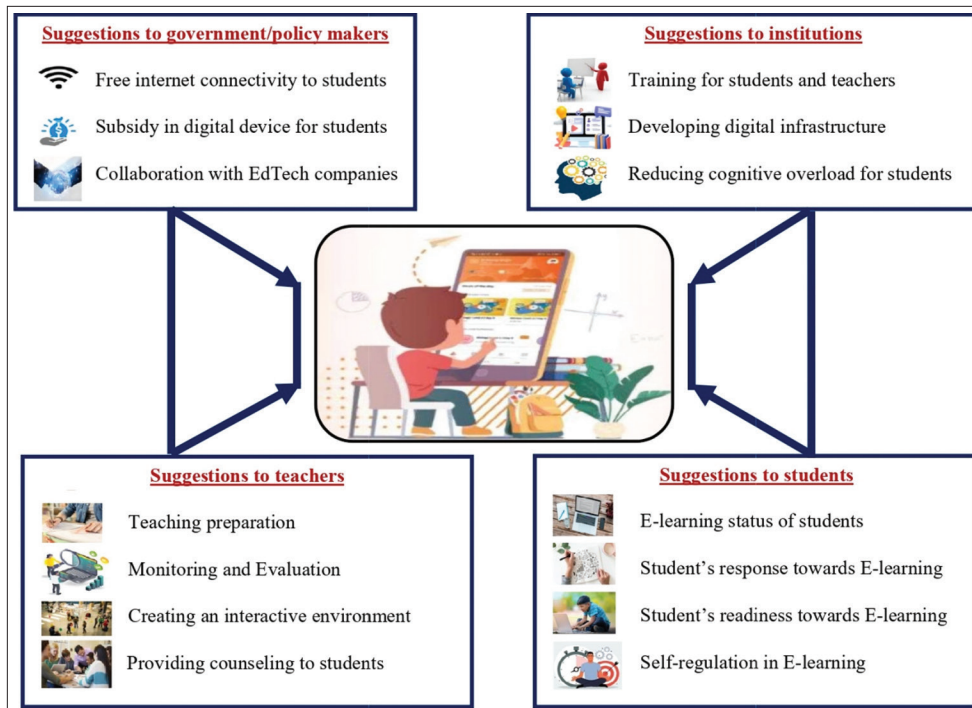 Suggestions to government/policy makers
Free internet connectivity to students
Subsidy in digital device for students
Collaboration with EdTech companies
Suggestions to institutions
Training for students and teachers
Developing digital infrastructure
Reducing cognitive overload for students
Suggestions to teachers
Teaching preparation
Monitoring and Evaluation
Creating an interactive environment
Providing counseling to students
Suggestions to students
E-learning status of students
Student's response towards E-learning
Student's readiness towards E-learning
Self-regulation in E-learning